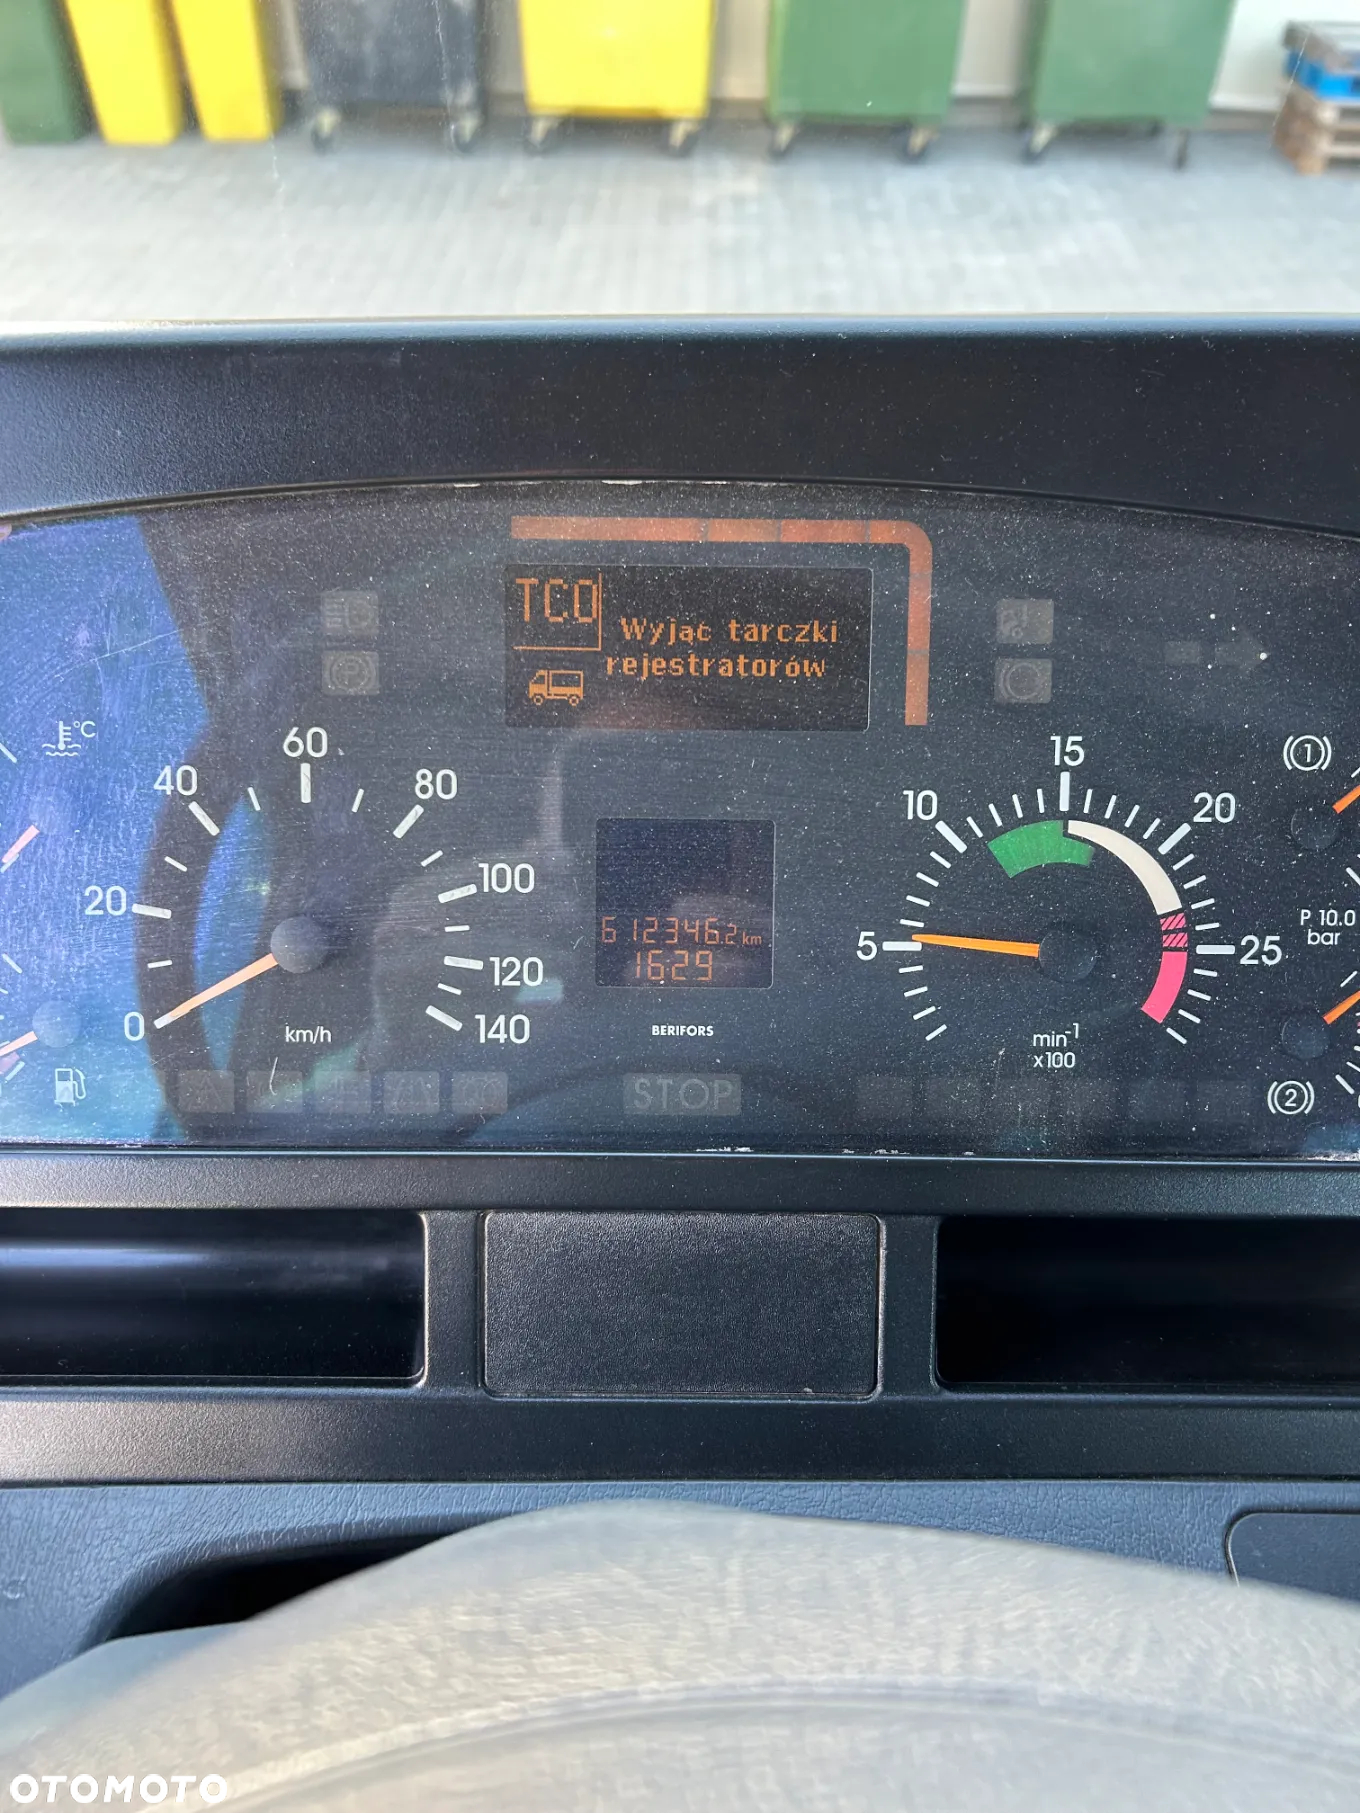 TCO
Wyjąć tarczki
rejestratorów
°C
60
40
80
20
100
120
0
140
km/h
612346.2 km
16:29
BERIFORS
STOP
15
10
20
5
25
min-1
x100
1
P 10.0
bar
2
OTOMOTO